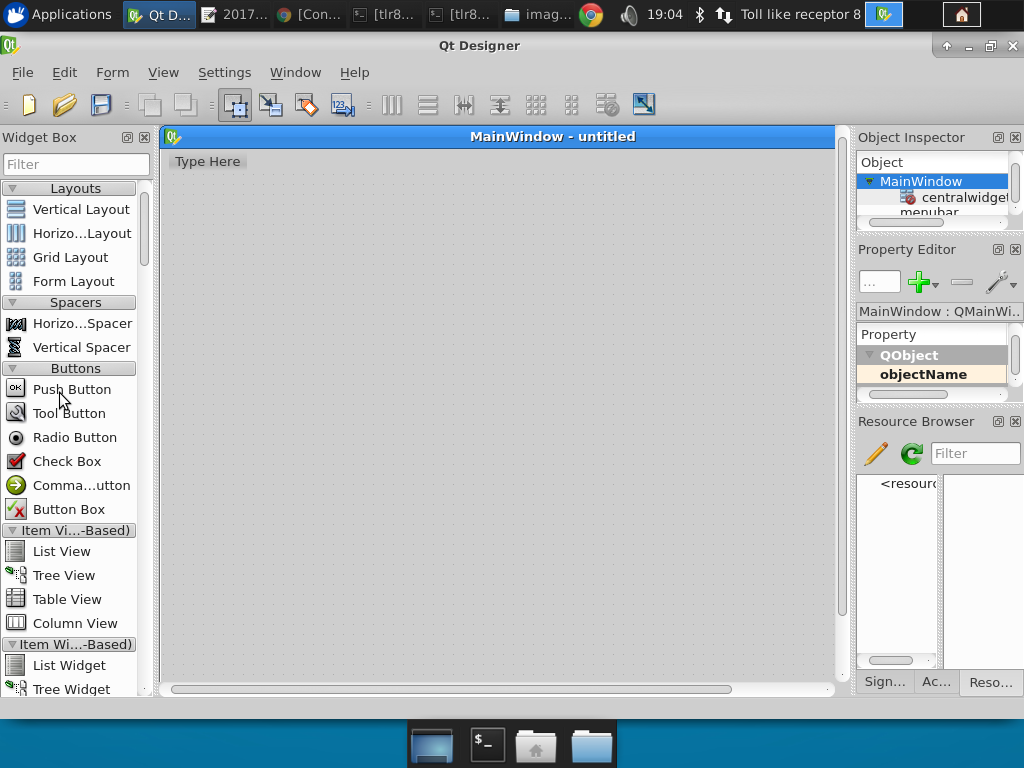 Applications
Qt D...
2017...
[Con...
[tlr8...
[tlr8...
imag...
19:04
Toll like receptor 8
Qt Designer
File Edit Form View Settings Window Help
Widget Box
Filter
Layouts
Vertical Layout
Horizo...Layout
Grid Layout
Form Layout
Spacers
Horizo...Spacer
Vertical Spacer
Buttons
Push Button
Tool Button
Radio Button
Check Box
Comma...utton
Button Box
Item Vi...-Based)
List View
Tree View
Table View
Column View
Item Wi...-Based)
List Widget
Tree Widget
MainWindow - untitled
Type Here
Object Inspector
Object
MainWindow
centralwidget
menubar
Property Editor
...
MainWindow : QMainWi...
Property
QObject
objectName
Resource Browser
Filter
<resourc
Sign... Ac... Reso...